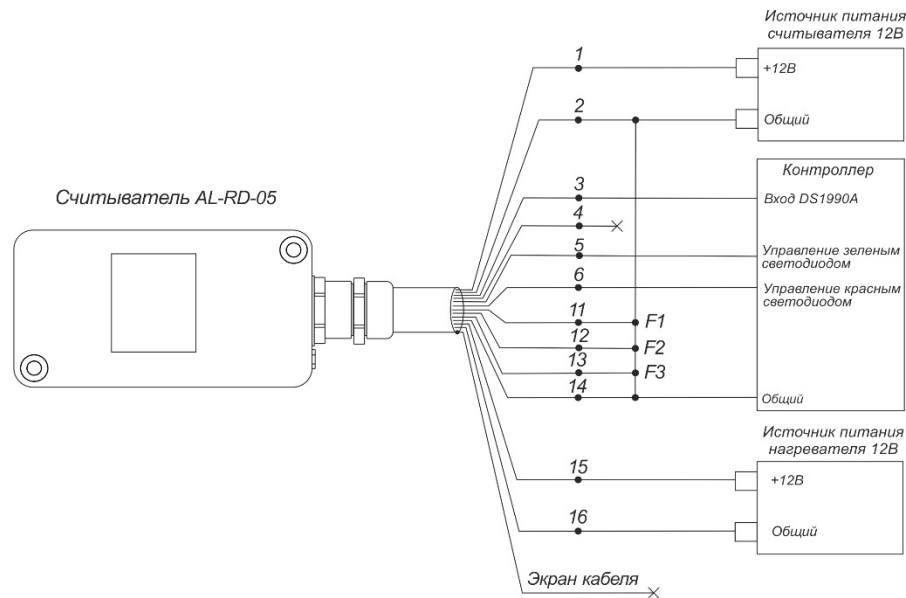 Источник питания
считывателя 12В
1
+12В
2
Общий
Контроллер
Считыватель AL-RD-05
3
Вход DS1990A
4
5
Управление зеленым
светодиодом
6
Управление красным
светодиодом
11
F1
12
F2
13
F3
14
Общий
Источник питания
нагревателя 12В
15
+12В
16
Общий
Экран кабеля